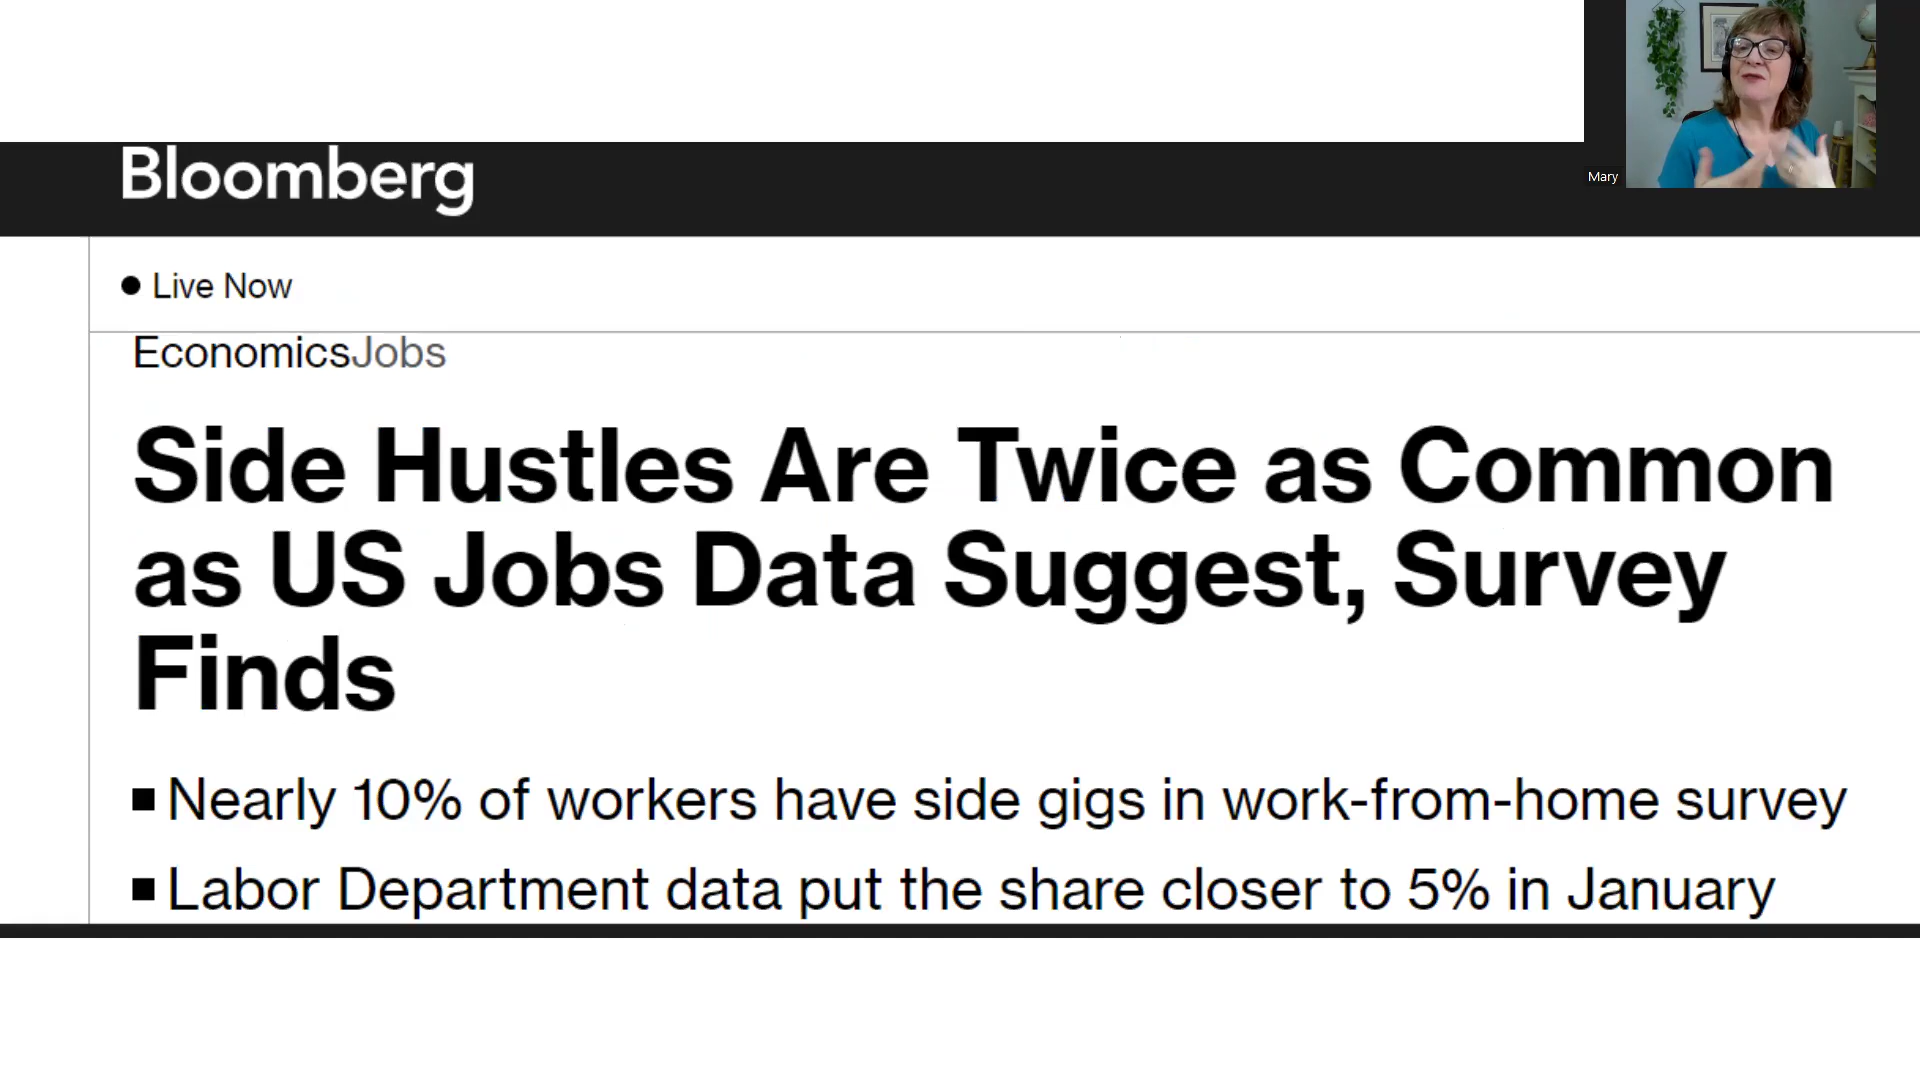 Mary
Bloomberg
Live Now
EconomicsJobs
Side Hustles Are Twice as Common
as US Jobs Data Suggest, Survey
Finds
Nearly 10% of workers have side gigs in work-from-home survey
Labor Department data put the share closer to 5% in January